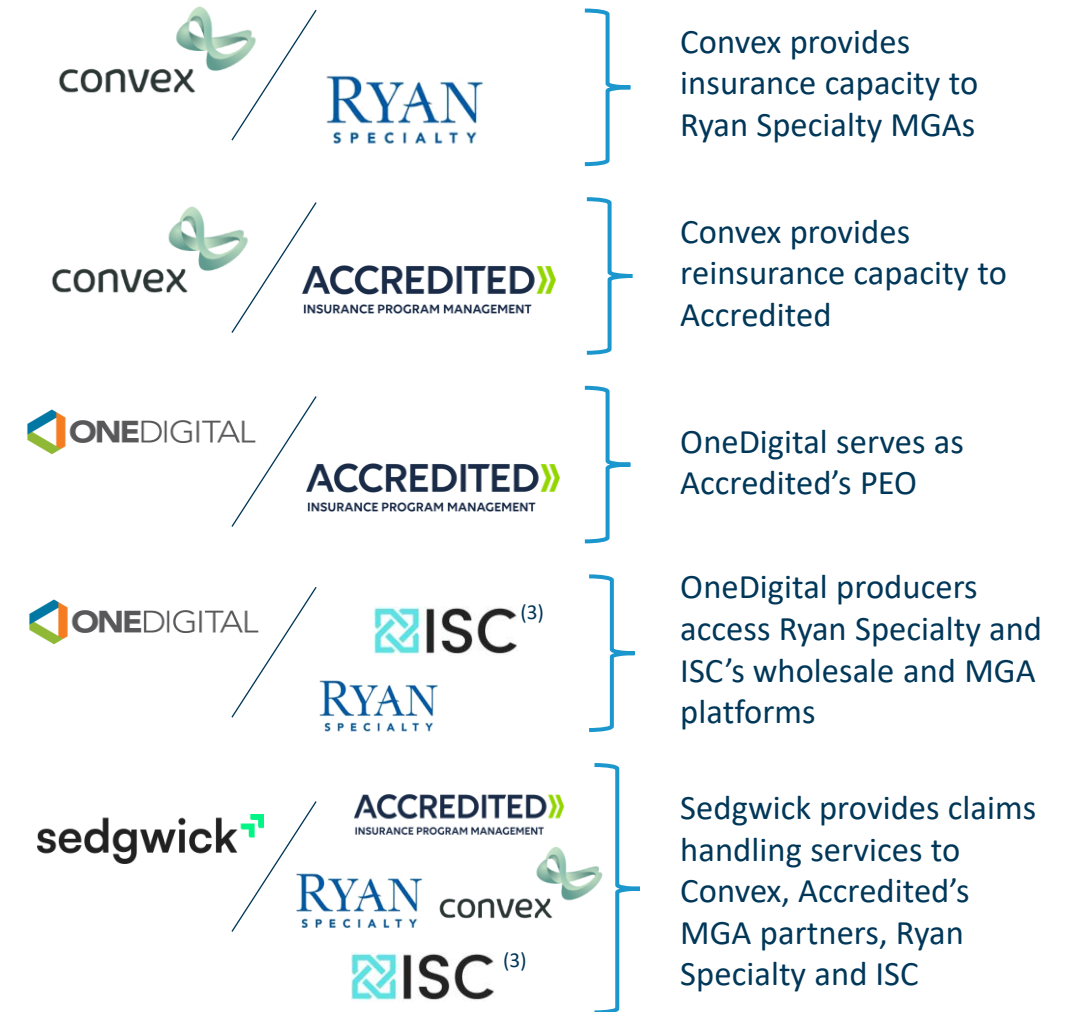 convex
RYAN
SPECIALTY
Convex provides
insurance capacity to
Ryan Specialty MGAs
convex
ACCREDITED
INSURANCE PROGRAM MANAGEMENT
Convex provides
reinsurance capacity to
Accredited
ONEDIGITAL
ACCREDITED
INSURANCE PROGRAM MANAGEMENT
OneDigital serves as
Accredited’s PEO
ONEDIGITAL
ISC (3)
RYAN
SPECIALTY
OneDigital producers
access Ryan Specialty and
ISC’s wholesale and MGA
platforms
sedgwick
ACCREDITED
INSURANCE PROGRAM MANAGEMENT
RYAN
SPECIALTY
convex
ISC (3)
Sedgwick provides claims
handling services to
Convex, Accredited’s
MGA partners, Ryan
Specialty and ISC